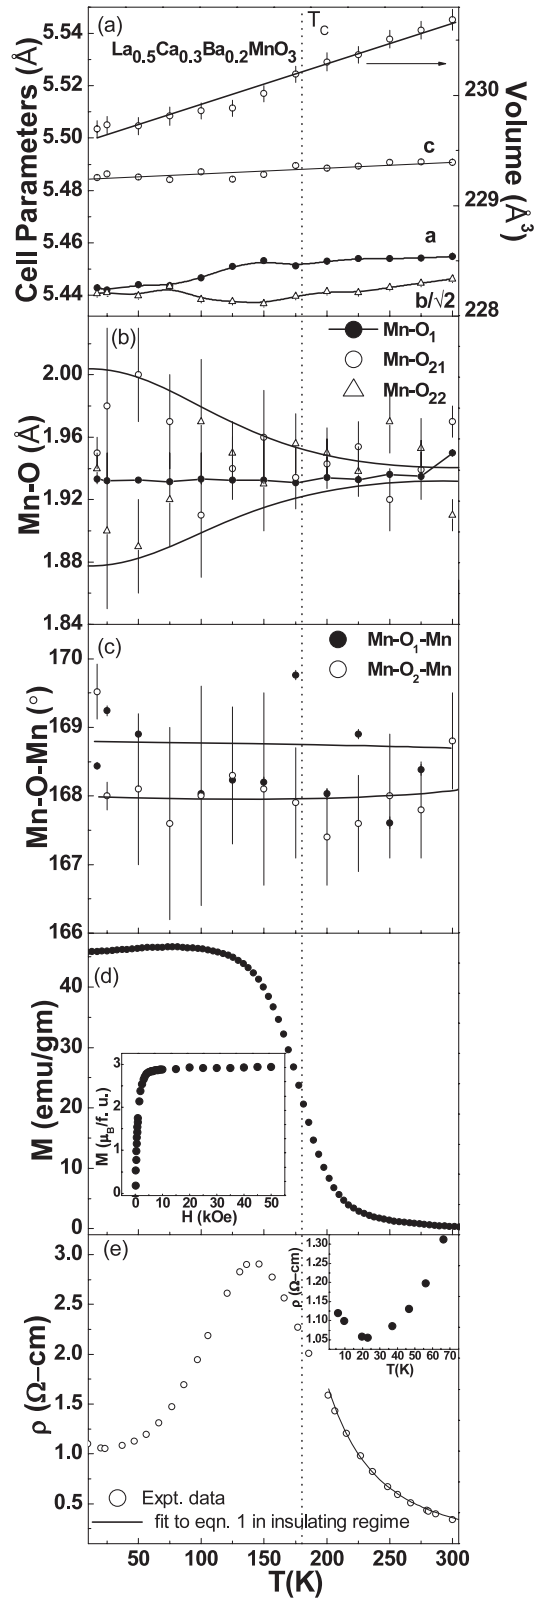 (a)
T_C
La0.5Ca0.3Ba0.2MnO3
5.54
5.52
5.50
5.48
5.46
5.44
Cell Parameters (Å)
230
229
228
Volume (Å³)
c
a
b/√2
(b)
Mn-O1
Mn-O21
Mn-O22
2.00
1.96
1.92
1.88
1.84
Mn-O (Å)
(c)
Mn-O1-Mn
Mn-O2-Mn
170
169
168
167
166
Mn-O-Mn (°)
(d)
40
30
20
10
0
M (emu/gm)
3
2
1
0
M (μB/f. u.)
0 10 20 30 40 50
H (kOe)
(e)
3.0
2.5
2.0
1.5
1.0
0.5
ρ (Ω–cm)
1.30
1.25
1.20
1.15
1.10
1.05
ρ (Ω–cm)
10 20 30 40 50 60 70
T(K)
Expt. data
fit to eqn. 1 in insulating regime
50 100 150 200 250 300
T(K)